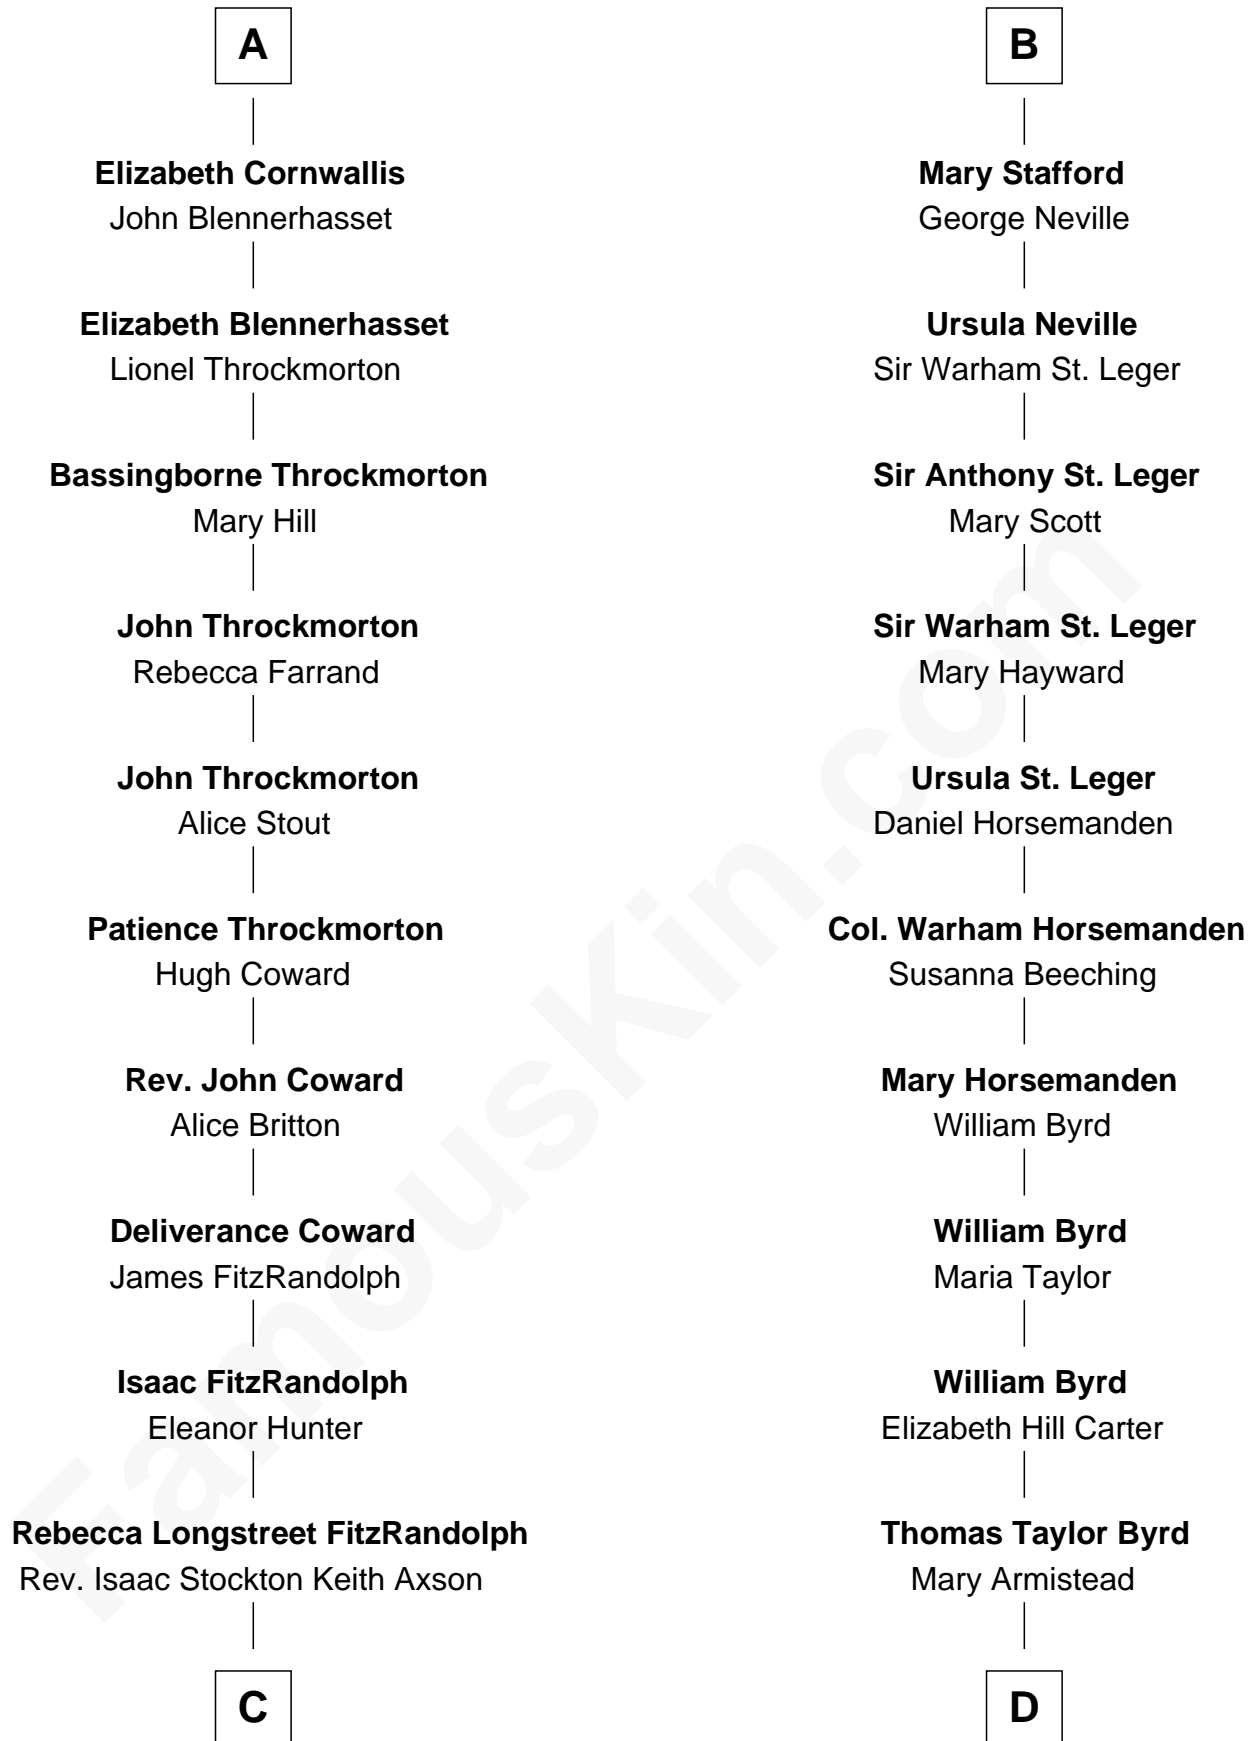 A
Elizabeth Cornwallis
John Blennerhasset
Elizabeth Blennerhasset
Lionel Throckmorton
Bassingborne Throckmorton
Mary Hill
John Throckmorton
Rebecca Farrand
John Throckmorton
Alice Stout
Patience Throckmorton
Hugh Coward
Rev. John Coward
Alice Britton
Deliverance Coward
James FitzRandolph
Isaac FitzRandolph
Eleanor Hunter
Rebecca Longstreet FitzRandolph
Rev. Isaac Stockton Keith Axson
C
B
Mary Stafford
George Neville
Ursula Neville
Sir Warham St. Leger
Sir Anthony St. Leger
Mary Scott
Sir Warham St. Leger
Mary Hayward
Ursula St. Leger
Daniel Horsemanden
Col. Warham Horsemanden
Susanna Beeching
Mary Horsemanden
William Byrd
William Byrd
Maria Taylor
William Byrd
Elizabeth Hill Carter
Thomas Taylor Byrd
Mary Armistead
D
FamousKin.com